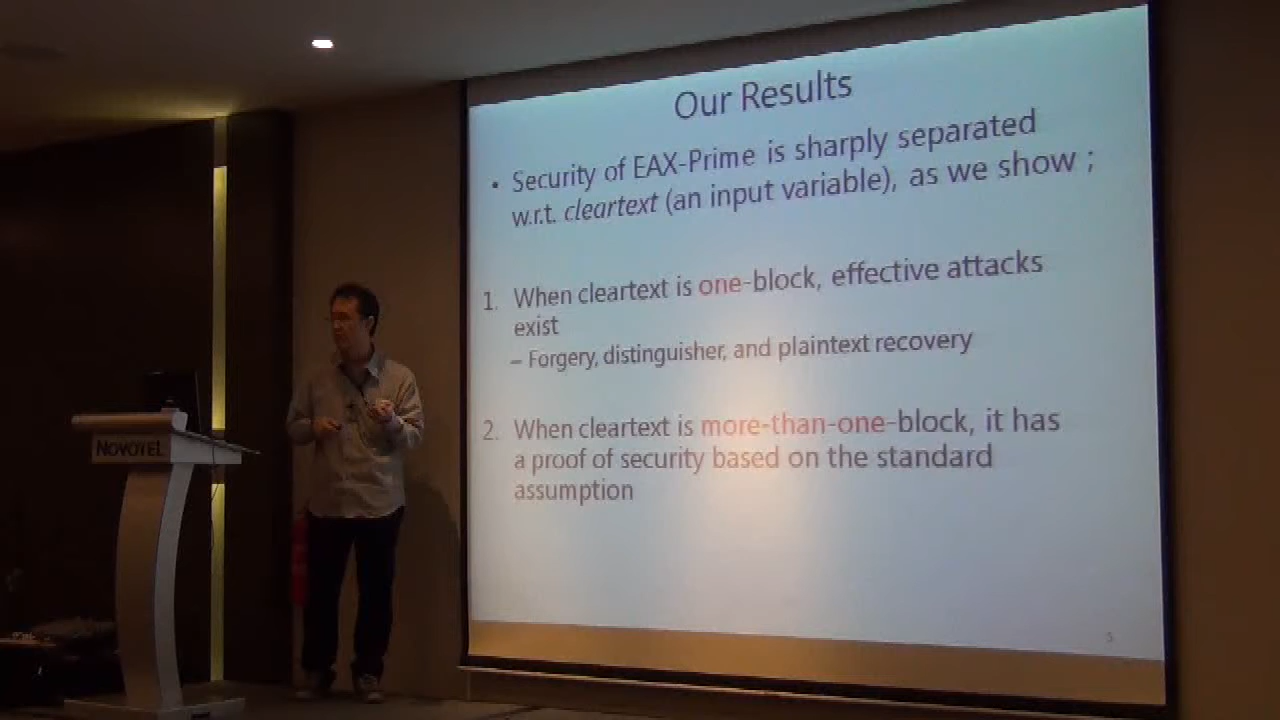 Our Results
• Security of EAX-Prime is sharply separated
w.r.t. cleartext (an input variable), as we show ;
1. When cleartext is one-block, effective attacks
exist
– Forgery, distinguisher, and plaintext recovery
2. When cleartext is more-than-one-block, it has
a proof of security based on the standard
assumption
5
NOVOTEL